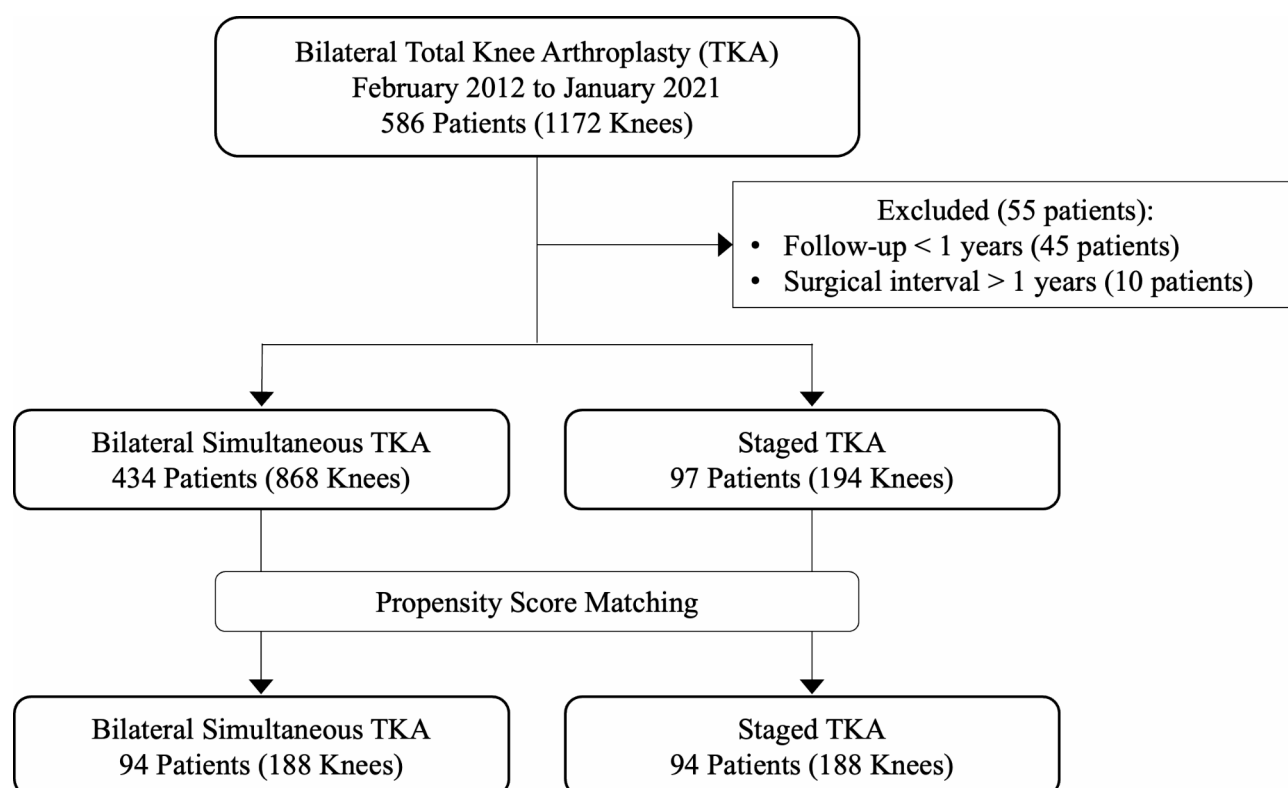 Bilateral Total Knee Arthroplasty (TKA)
February 2012 to January 2021
586 Patients (1172 Knees)
Excluded (55 patients):
• Follow-up < 1 years (45 patients)
• Surgical interval > 1 years (10 patients)
Bilateral Simultaneous TKA
434 Patients (868 Knees)
Staged TKA
97 Patients (194 Knees)
Propensity Score Matching
Bilateral Simultaneous TKA
94 Patients (188 Knees)
Staged TKA
94 Patients (188 Knees)